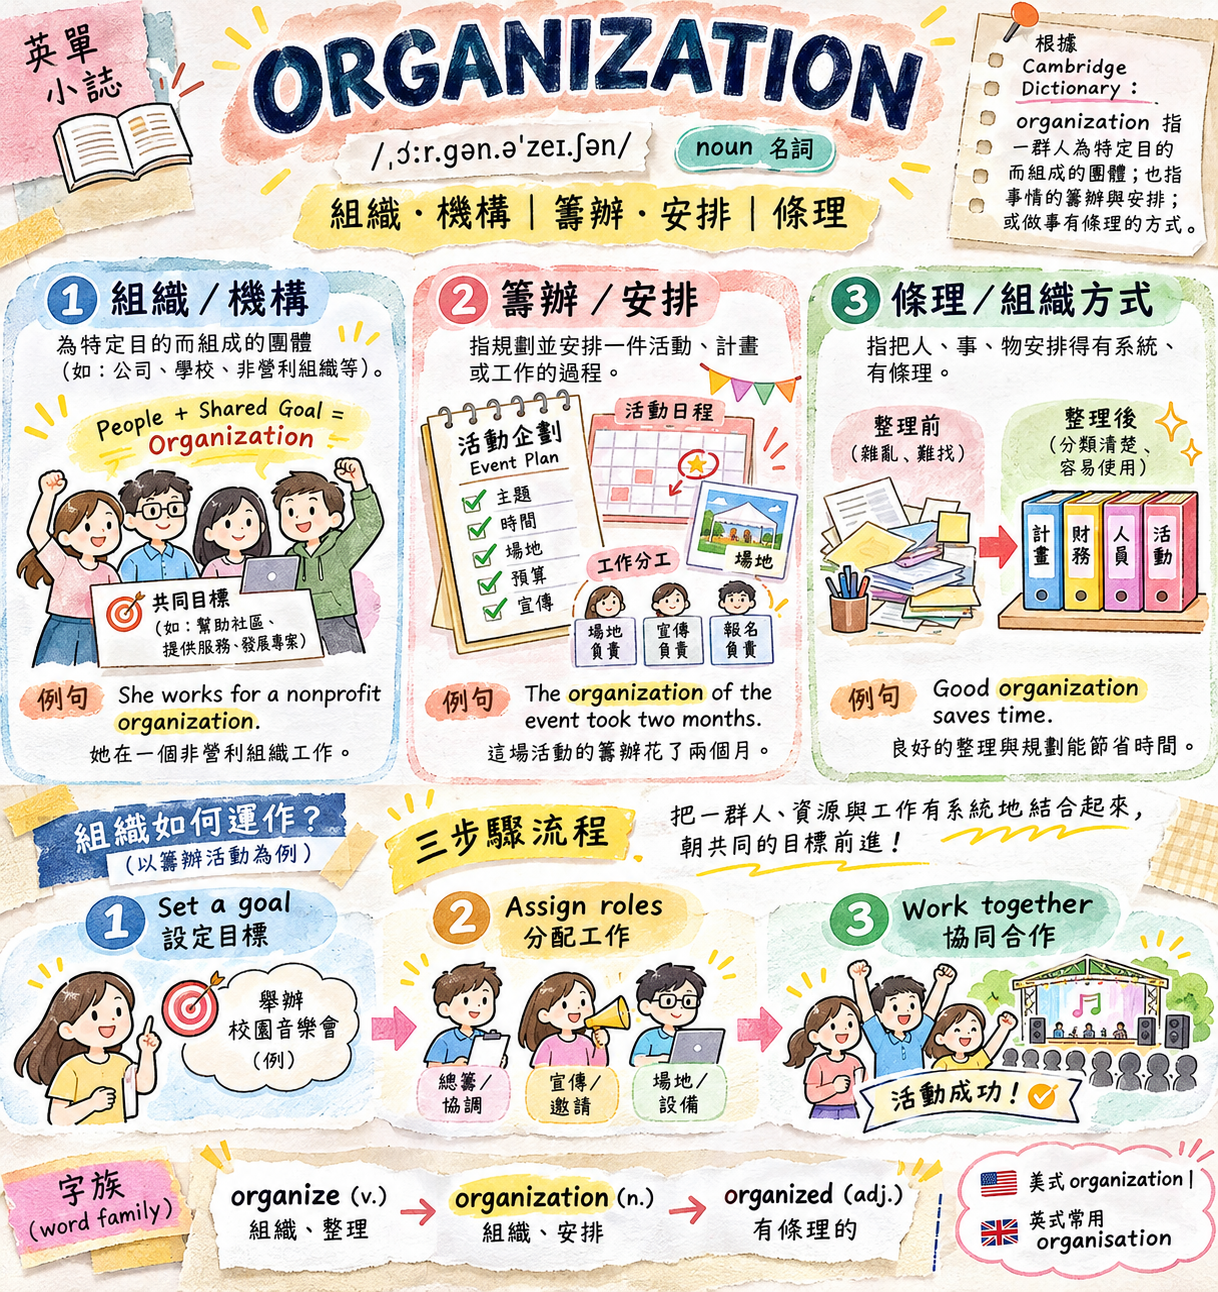 英單
小誌
ORGANIZATION
/ˌɔːr.gən.əˈzeɪ.ʃən/
noun 名詞
組織・機構｜籌辦・安排｜條理
根據
Cambridge
Dictionary：
organization 指
一群人為特定目的
而組成的團體；也指
事情的籌辦與安排；
或做事有條理的方式。
1 組織／機構
為特定目的而組成的團體
（如：公司、學校、非營利組織等）。
People + Shared Goal =
Organization
共同目標
（如：幫助社區、
提供服務、發展專案）
例句
She works for a nonprofit
organization.
她在一個非營利組織工作。
2 籌辦／安排
指規劃並安排一件活動、計畫
或工作的過程。
活動企劃
Event Plan
主題
時間
場地
預算
宣傳
活動日程
場地
工作分工
場地
負責
宣傳
負責
報名
負責
例句
The organization of the
event took two months.
這場活動的籌辦花了兩個月。
3 條理／組織方式
指把人、事、物安排得有系統、
有條理。
整理前
（雜亂、難找）
整理後
（分類清楚、
容易使用）
計畫
財務
人員
活動
例句
Good organization
saves time.
良好的整理與規劃能節省時間。
組織如何運作？
（以籌辦活動為例）
三步驟流程
把一群人、資源與工作有系統地結合起來，
朝共同的目標前進！
1 Set a goal
設定目標
舉辦
校園音樂會
（例）
2 Assign roles
分配工作
總籌／
協調
宣傳／
邀請
場地／
設備
3 Work together
協同合作
活動成功！
字族
(word family)
organize (v.)
組織、整理
organization (n.)
組織、安排
organized (adj.)
有條理的
美式 organization |
英式常用
organisation